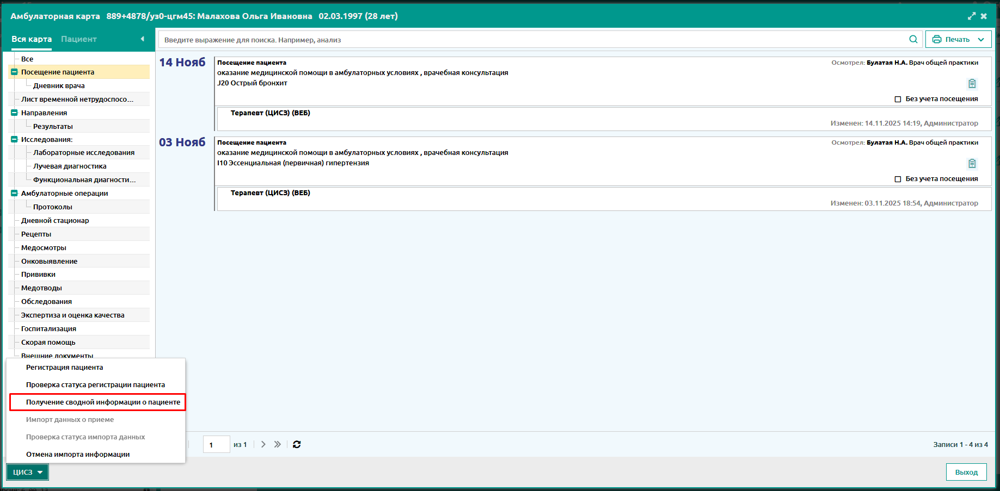 Амбулаторная карта 889+4878/уз0-цгм45: Малахова Ольга Ивановна 02.03.1997 (28 лет)
Вся карта Пациент
Введите выражение для поиска. Например, анализ
Печать
Все
Посещение пациента
Дневник врача
Лист временной нетрудоспосо...
Направления
Результаты
Исследования:
Лабораторные исследования
Лучевая диагностика
Функциональная диагности...
Амбулаторные операции
Протоколы
Дневной стационар
Рецепты
Медосмотры
Онковыявление
Прививки
Медотводы
Обследования
Экспертиза и оценка качества
Госпитализация
Скорая помощь
Внешние документы
14 Нояб
Посещение пациента
Осмотрел: Булатая Н.А. Врач общей практики
оказание медицинской помощи в амбулаторных условиях , врачебная консультация
J20 Острый бронхит
Без учета посещения
Терапевт (ЦИСЗ) (ВЕБ)
Изменен: 14.11.2025 14:19, Администратор
03 Нояб
Посещение пациента
Осмотрел: Булатая Н.А. Врач общей практики
оказание медицинской помощи в амбулаторных условиях , врачебная консультация
I10 Эссенциальная (первичная) гипертензия
Без учета посещения
Терапевт (ЦИСЗ) (ВЕБ)
Изменен: 03.11.2025 18:54, Администратор
Регистрация пациента
Проверка статуса регистрации пациента
Получение сводной информации о пациенте
Импорт данных о приеме
Проверка статуса импорта данных
Отмена импорта информации
1 из 1
Записи 1 - 4 из 4
ЦИСЗ
Выход